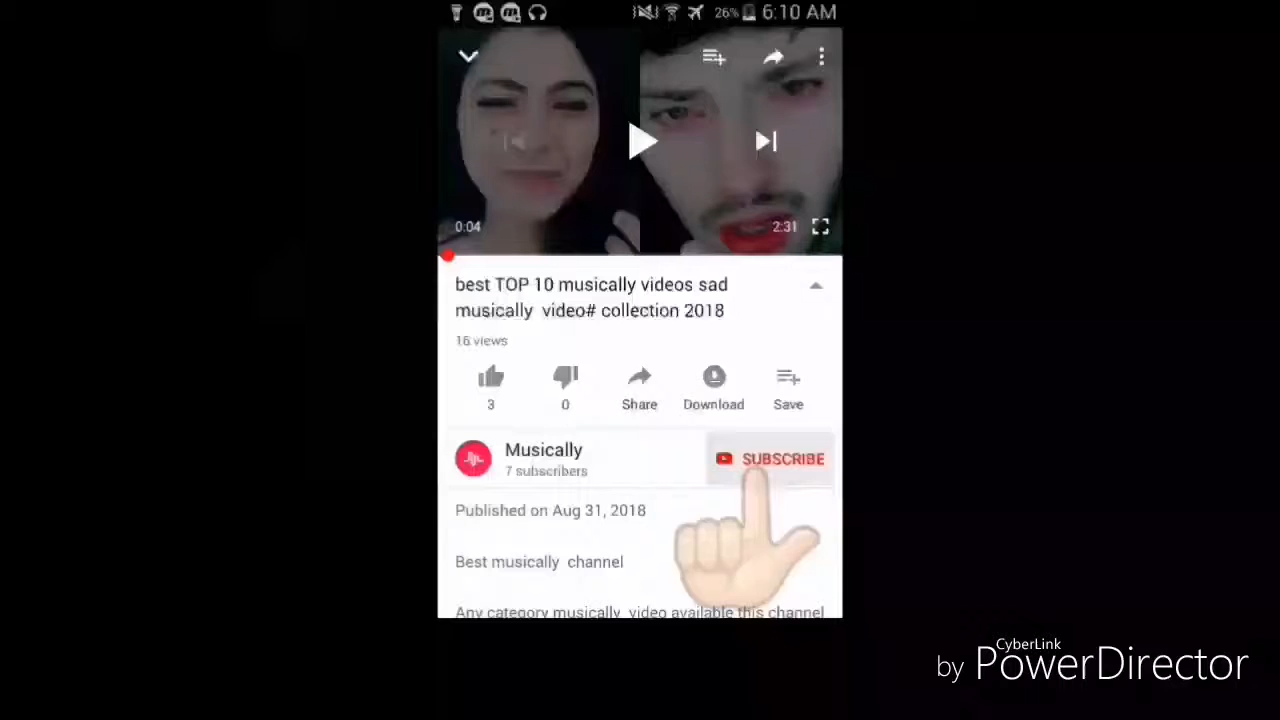 26% 6:10 AM
0:04
2:31
best TOP 10 musically videos sad
musically video# collection 2018
16 views
3
0
Share
Download
Save
Musically
7 subscribers
SUBSCRIBE
Published on Aug 31, 2018
Best musically channel
Any category musically video available this channel
CyberLink
by PowerDirector